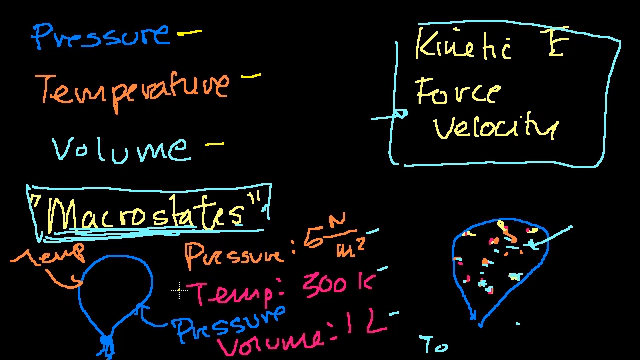 Pressure -
Temperature -
Volume -
"Macrostates"
Kinetic E
Force
Velocity
Temp
Pressure
Pressure: 5 N/m²
Temp: 300 K
Volume: 1 L
To